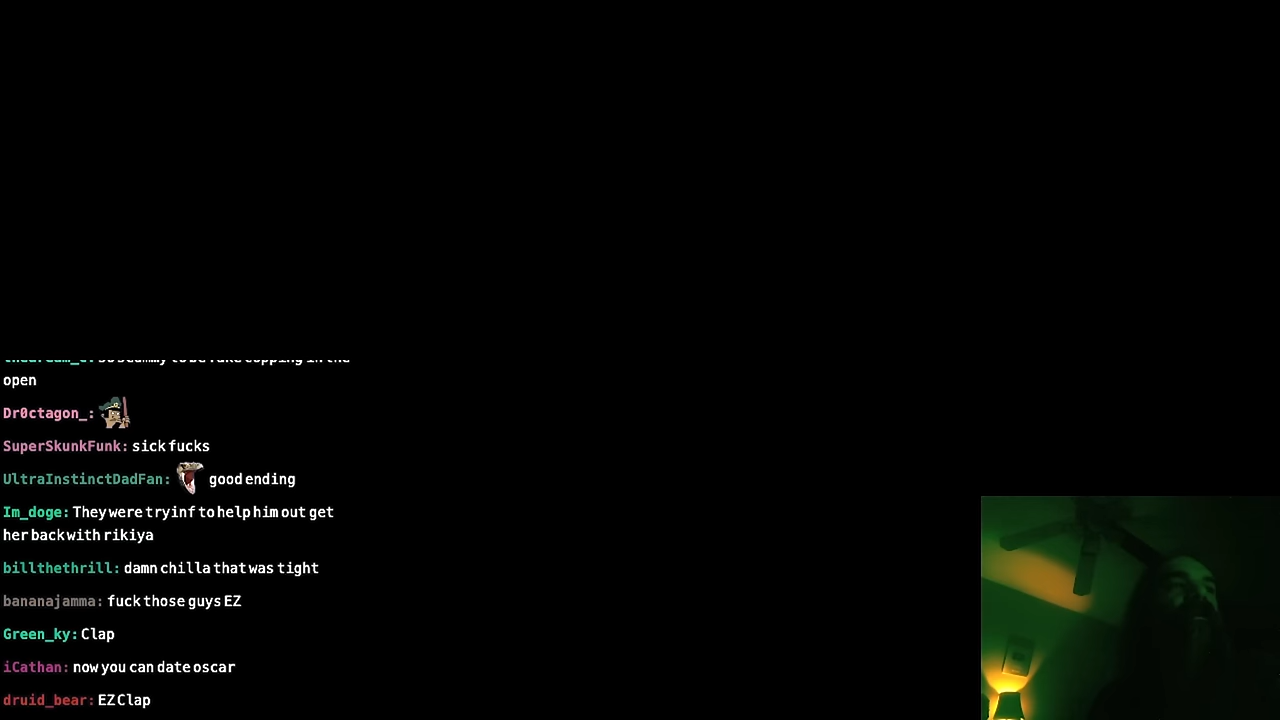 open
Dr0ctagon_:
SuperSkunkFunk: sick fucks
UltraInstinctDadFan: good ending
Im_doge: They were tryinf to help him out get
her back with rikiya
billthethrill: damn chilla that was tight
bananajamma: fuck those guys EZ
Green_ky: Clap
iCathan: now you can date oscar
druid_bear: EZ Clap